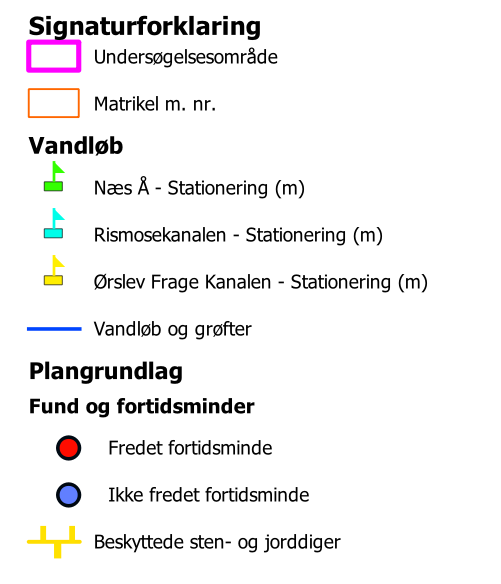 Signaturforklaring
Undersøgelsesområde
Matrikel m. nr.
Vandløb
Næs Å - Stationering (m)
Rismosekanalen - Stationering (m)
Ørslev Frage Kanalen - Stationering (m)
Vandløb og grøfter
Plangrundlag
Fund og fortidsminder
Fredet fortidsminde
Ikke fredet fortidsminde
Beskyttede sten- og jorddiger